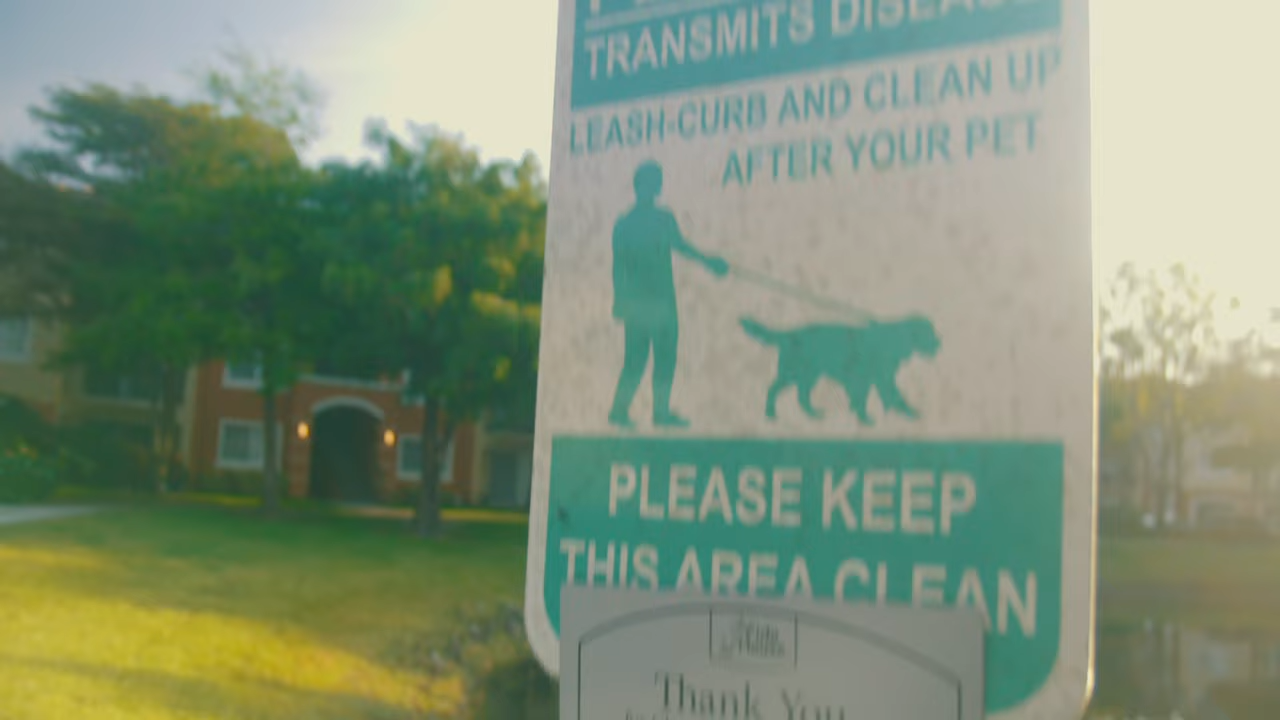 TRANSMITS DISEASE
LEASH-CURB AND CLEAN UP
AFTER YOUR PET
PLEASE KEEP
THIS AREA CLEAN
Thank You